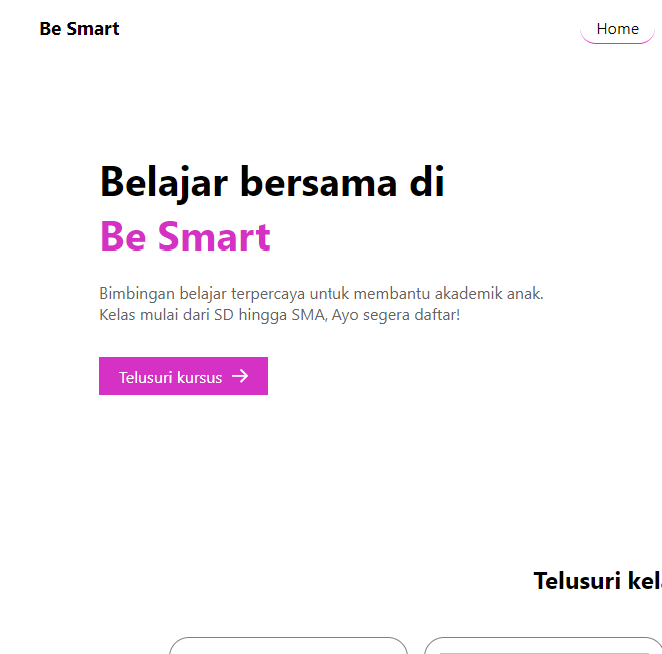 Be Smart
Home
Belajar bersama di
Be Smart
Bimbingan belajar terpercaya untuk membantu akademik anak.
Kelas mulai dari SD hingga SMA, Ayo segera daftar!
Telusuri kursus
Telusuri